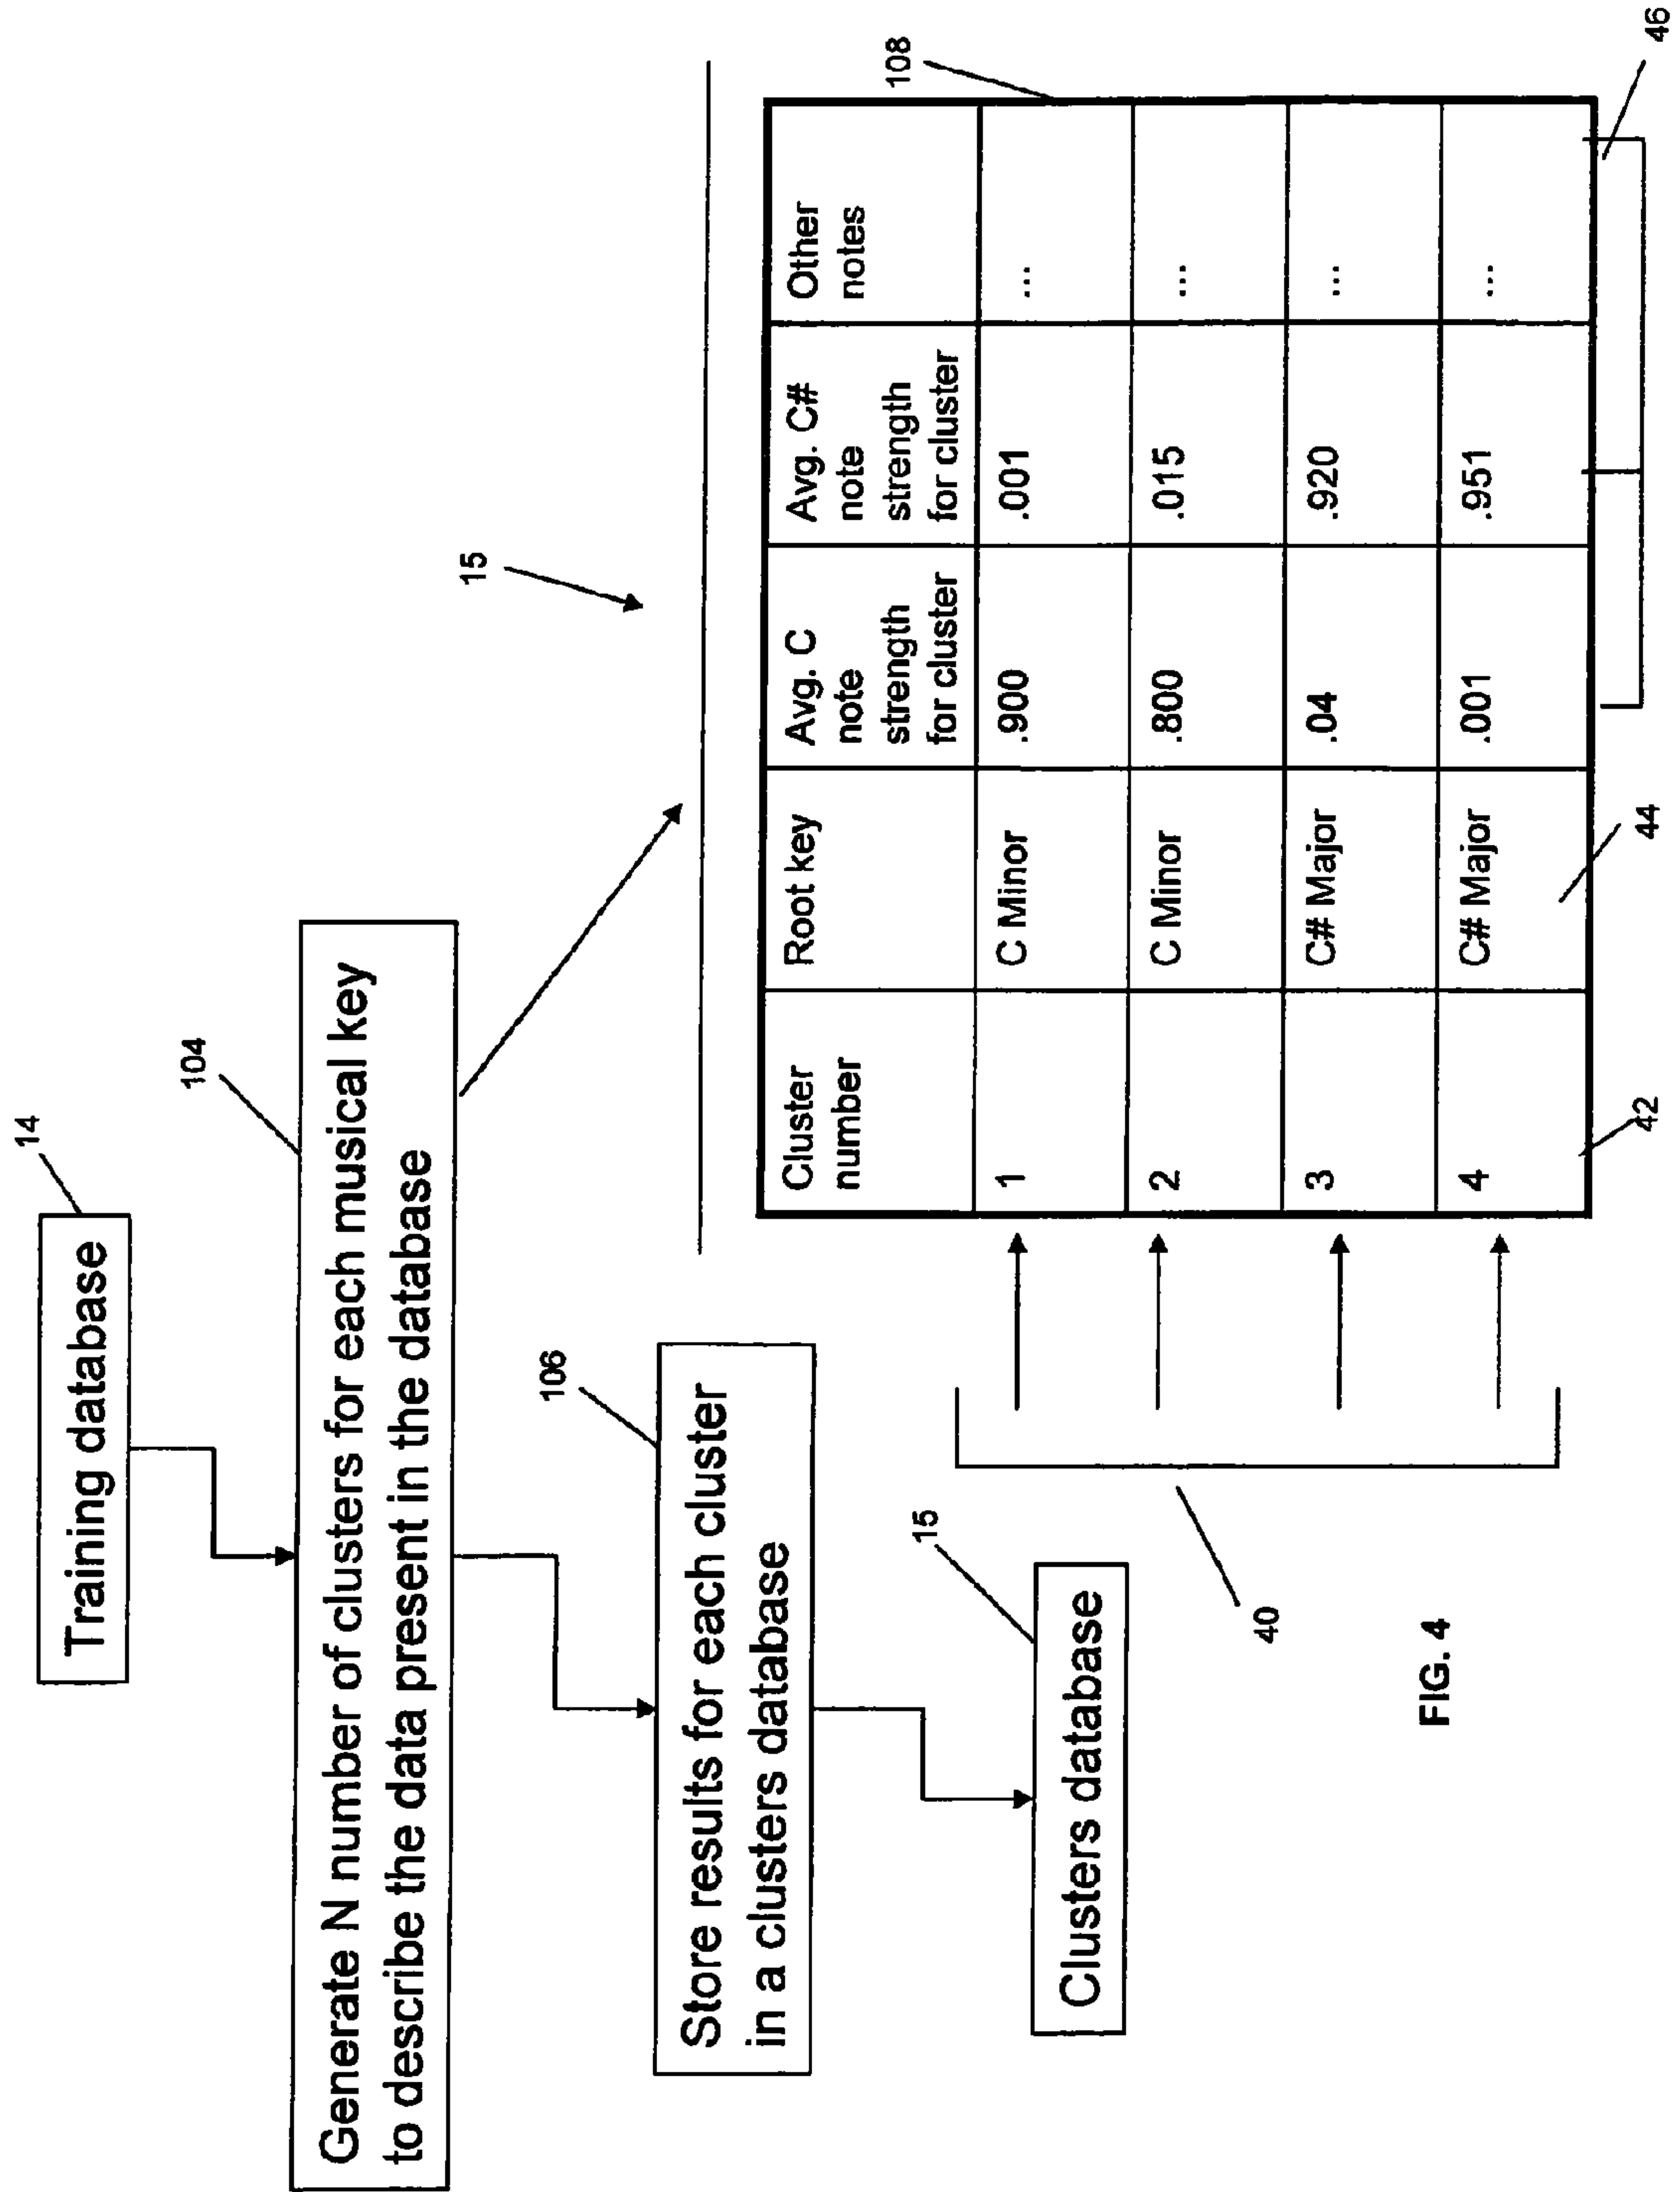 14
Training database
104
Generate N number of clusters for each musical key
to describe the data present in the database
106
Store results for each cluster
in a clusters database
15
Clusters database
40
FIG. 4
15
108
Cluster number | Root key | Avg. C note strength for cluster | Avg. C# note strength for cluster | Other notes
1 | C Minor | .900 | .001 | ...
2 | C Minor | .800 | .015 | ...
3 | C# Major | .04 | .920 | ...
4 | C# Major | .001 | .951 | ...
42
44
46